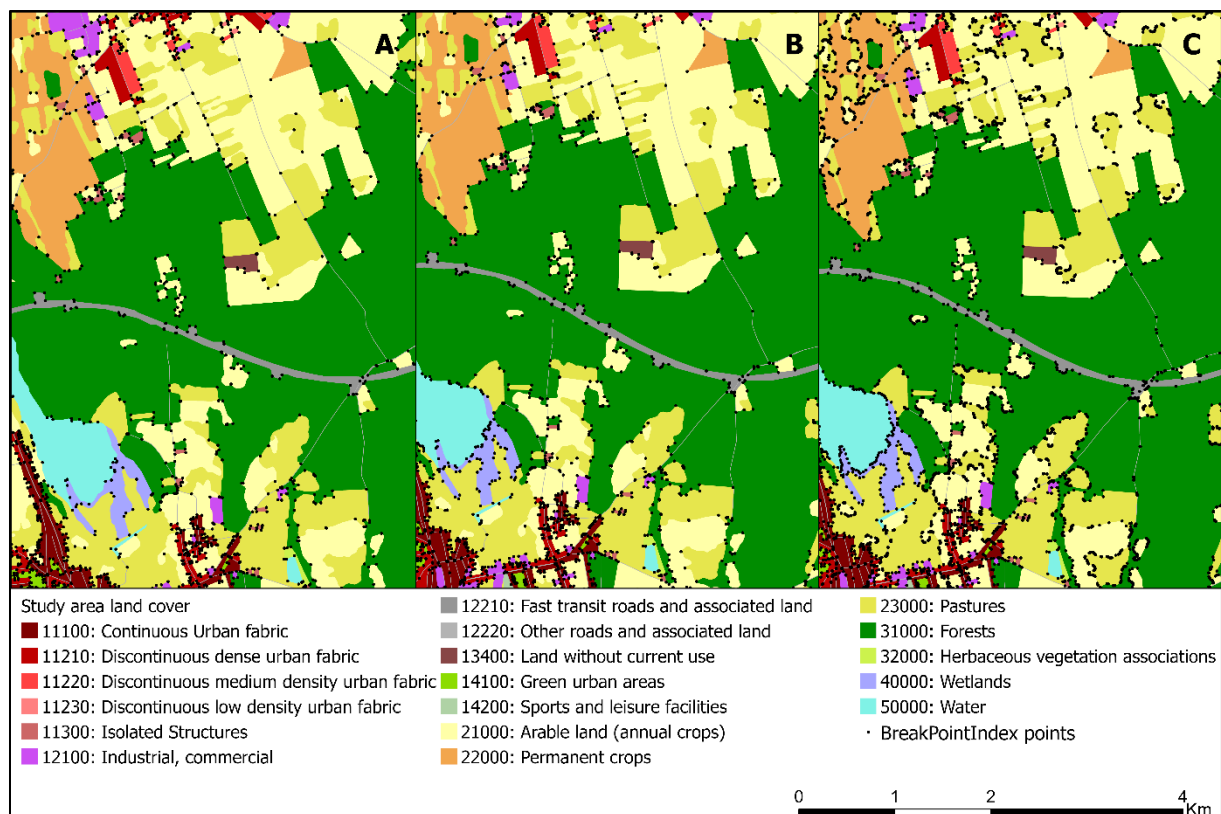 A
B
C
Study area land cover
11100: Continuous Urban fabric
11210: Discontinuous dense urban fabric
11220: Discontinuous medium density urban fabric
11230: Discontinuous low density urban fabric
11300: Isolated Structures
12100: Industrial, commercial
12210: Fast transit roads and associated land
12220: Other roads and associated land
13400: Land without current use
14100: Green urban areas
14200: Sports and leisure facilities
21000: Arable land (annual crops)
22000: Permanent crops
23000: Pastures
31000: Forests
32000: Herbaceous vegetation associations
40000: Wetlands
50000: Water
BreakPointIndex points
0 1 2 4
Km